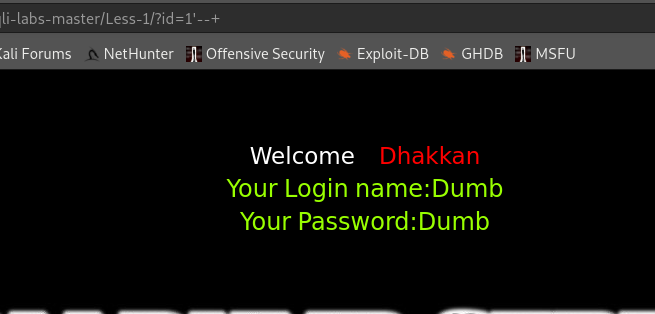 qli-labs-master/Less-1/?id=1'--+
Kali Forums NetHunter Offensive Security Exploit-DB GHDB MSFU
Welcome Dhakkan
Your Login name:Dumb
Your Password:Dumb